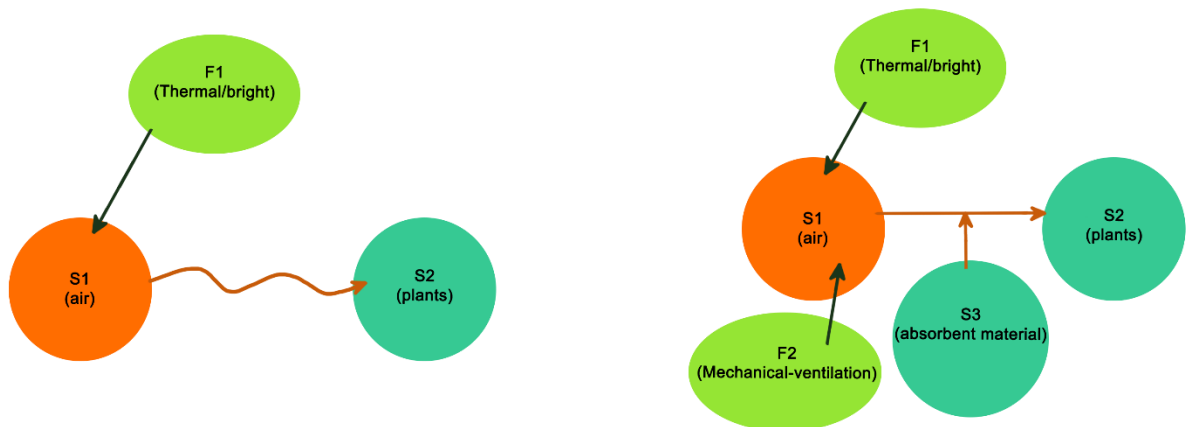 F1
(Thermal/bright)
S1
(air)
S2
(plants)
F1
(Thermal/bright)
S1
(air)
S2
(plants)
S3
(absorbent material)
F2
(Mechanical-ventilation)